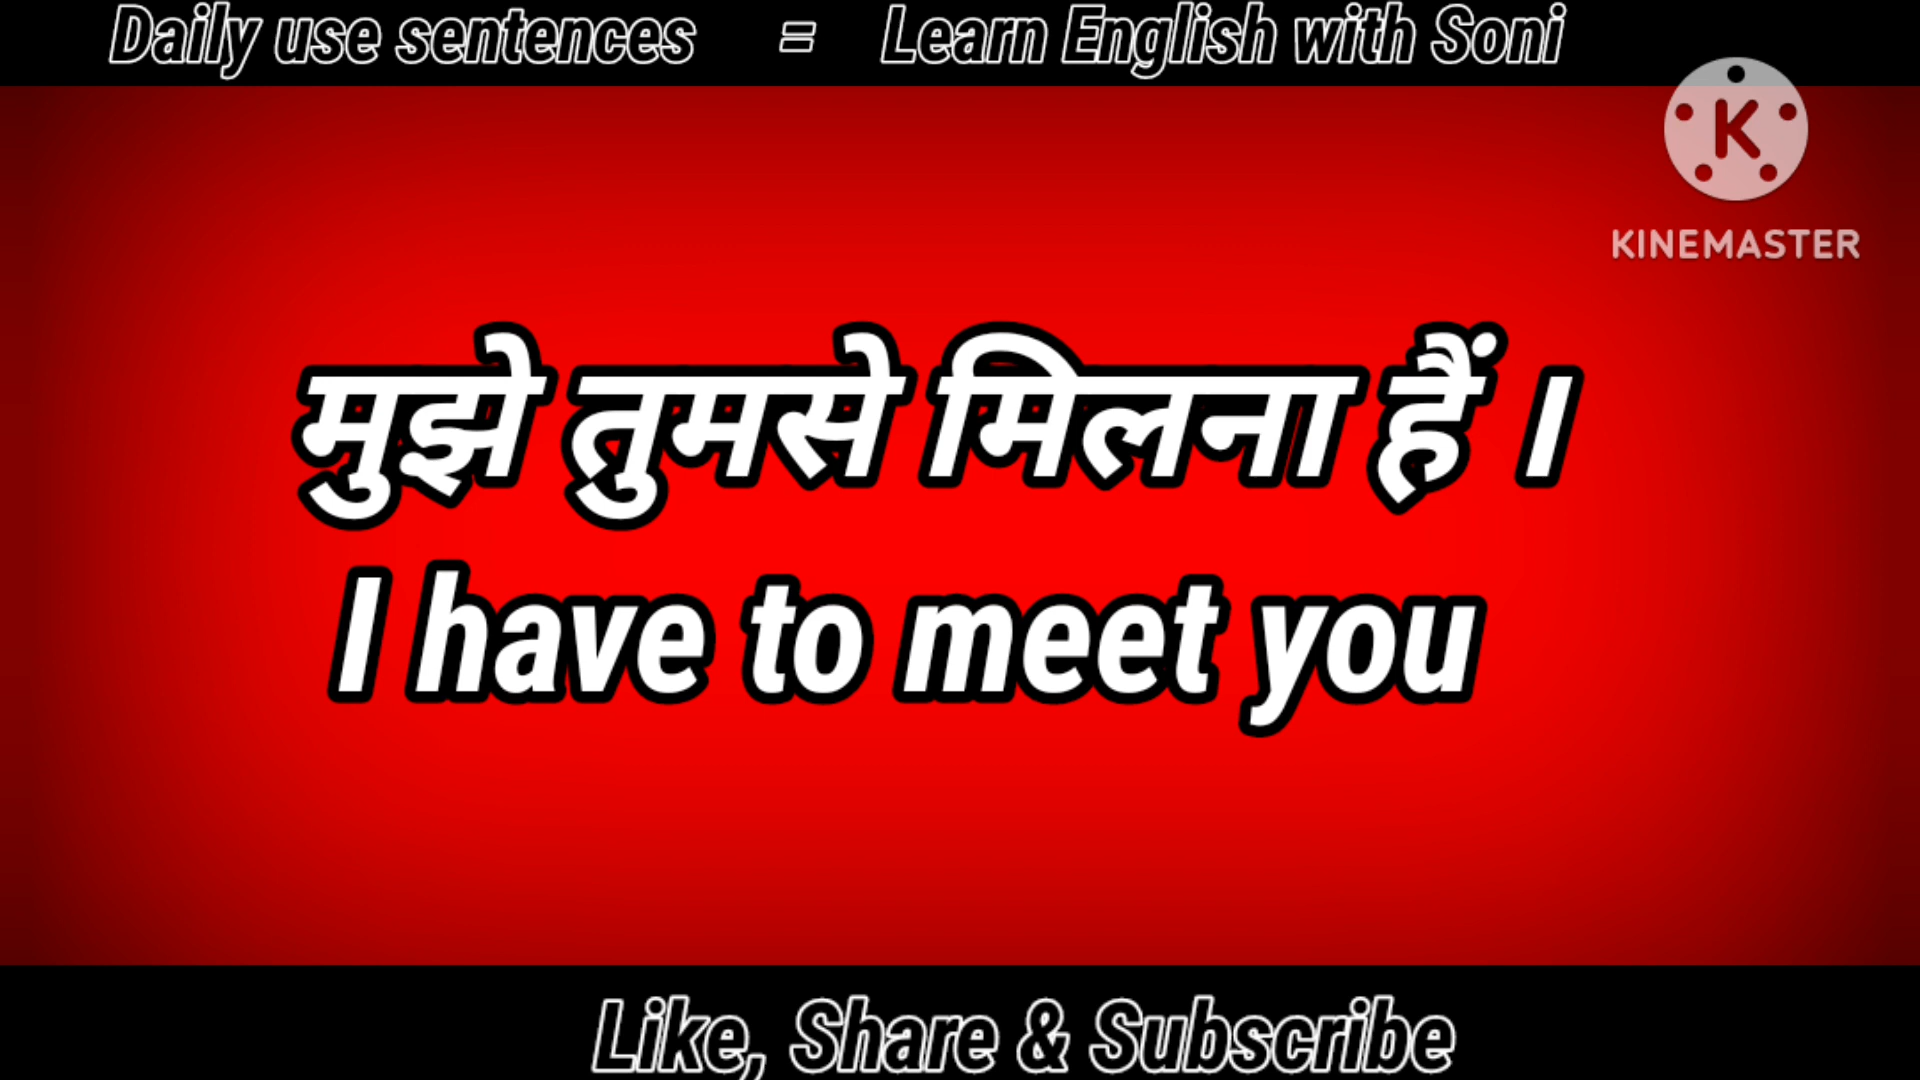 Daily use sentences = Learn English with Soni
K
KINEMASTER
मुझे तुमसे मिलना हैं ।
I have to meet you
Like, Share & Subscribe